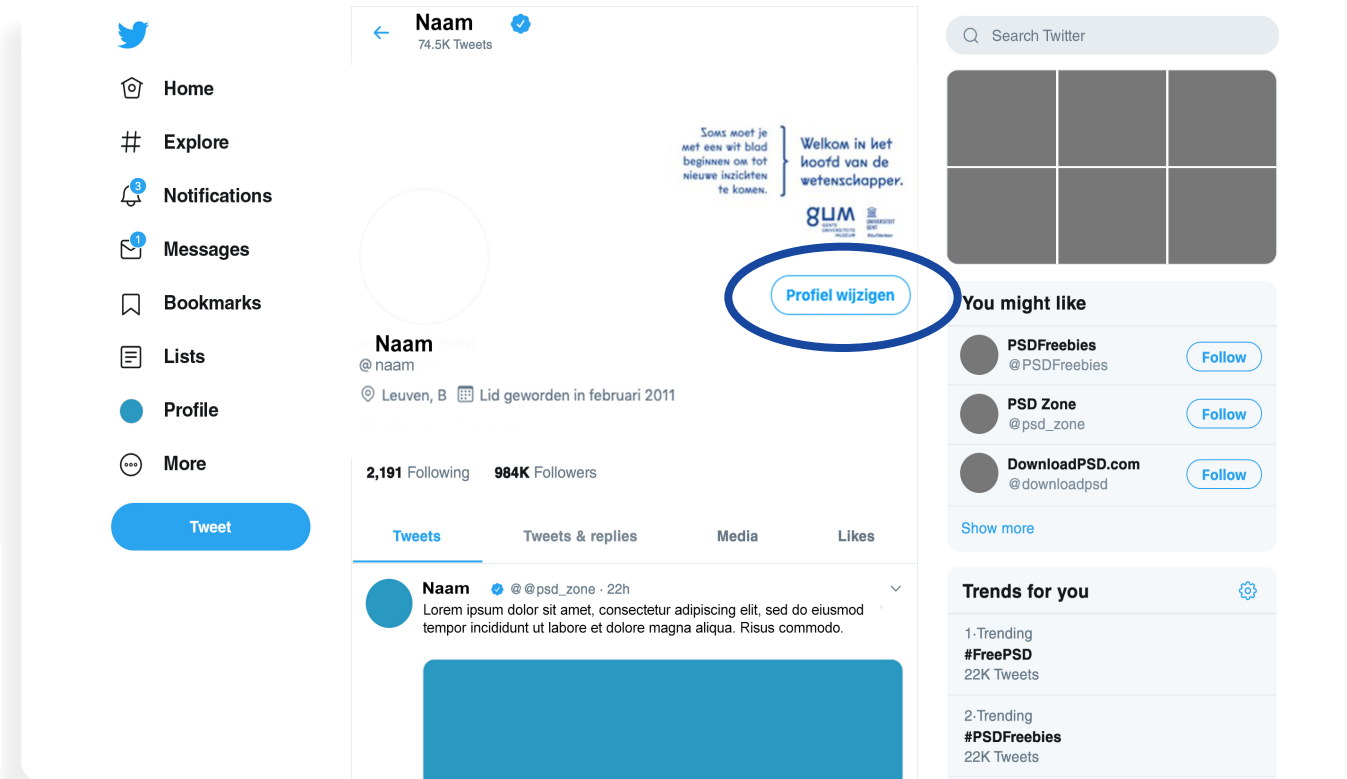 Home
Explore
3
Notifications
1
Messages
Bookmarks
Lists
Profile
More
Tweet
Naam
74.5K Tweets
Soms moet je
met een wit blad
beginnen om tot
nieuwe inzichten
te komen.
Welkom in het
hoofd van de
wetenschapper.
gum
GENTS
UNIVERSITEITS
MUSEUM
UNIVERSITEIT
GENT
Profiel wijzigen
Naam
@naam
Leuven, B
Lid geworden in februari 2011
2,191 Following 984K Followers
Tweets Tweets & replies Media Likes
Naam @@psd_zone · 22h
Lorem ipsum dolor sit amet, consectetur adipiscing elit, sed do eiusmod
tempor incididunt ut labore et dolore magna aliqua. Risus commodo.
Search Twitter
You might like
PSDFreebies
@PSDFreebies
Follow
PSD Zone
@psd_zone
Follow
DownloadPSD.com
@downloadpsd
Follow
Show more
Trends for you
1·Trending
#FreePSD
22K Tweets
2·Trending
#PSDFreebies
22K Tweets